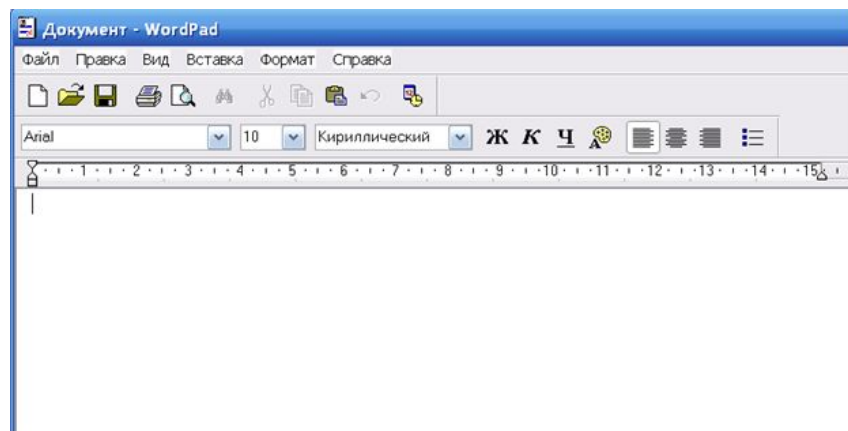 Документ - WordPad
Файл Правка Вид Вставка Формат Справка
Arial 10 Кириллический Ж К Ч А
1 2 3 4 5 6 7 8 9 10 11 12 13 14 15